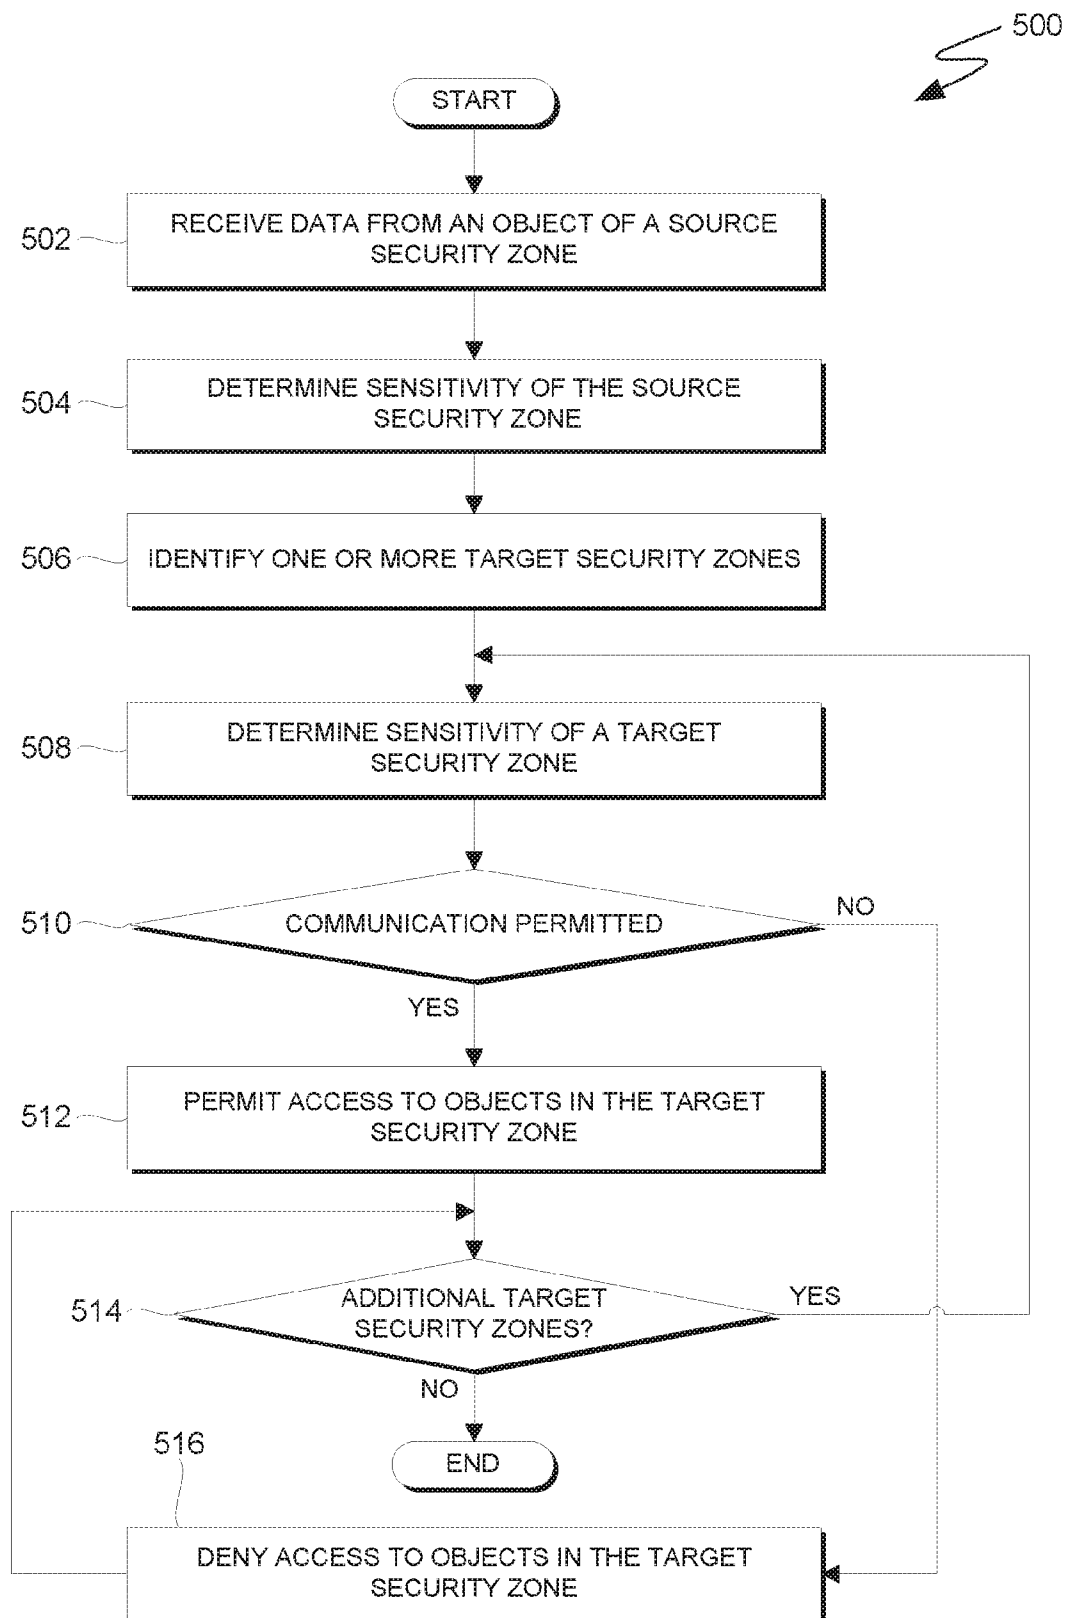 500
START
502
RECEIVE DATA FROM AN OBJECT OF A SOURCE
SECURITY ZONE
504
DETERMINE SENSITIVITY OF THE SOURCE
SECURITY ZONE
506
IDENTIFY ONE OR MORE TARGET SECURITY ZONES
508
DETERMINE SENSITIVITY OF A TARGET
SECURITY ZONE
510
COMMUNICATION PERMITTED
NO
YES
512
PERMIT ACCESS TO OBJECTS IN THE TARGET
SECURITY ZONE
514
ADDITIONAL TARGET
SECURITY ZONES?
YES
NO
END
516
DENY ACCESS TO OBJECTS IN THE TARGET
SECURITY ZONE